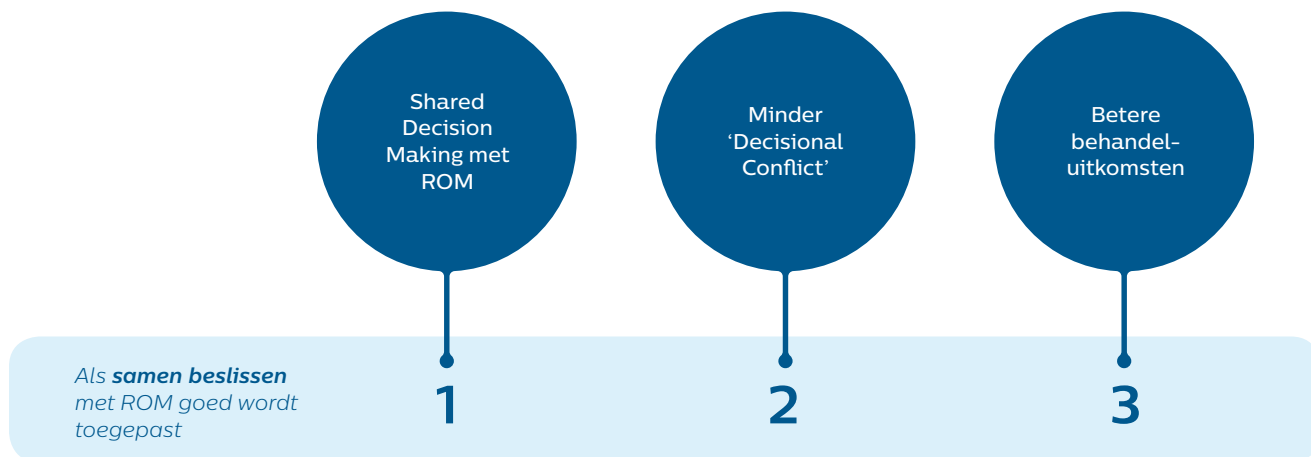 Shared
Decision
Making met
ROM
Minder
‘Decisional
Conflict’
Betere
behandel-
uitkomsten
Als samen beslissen
met ROM goed wordt
toegepast
1
2
3